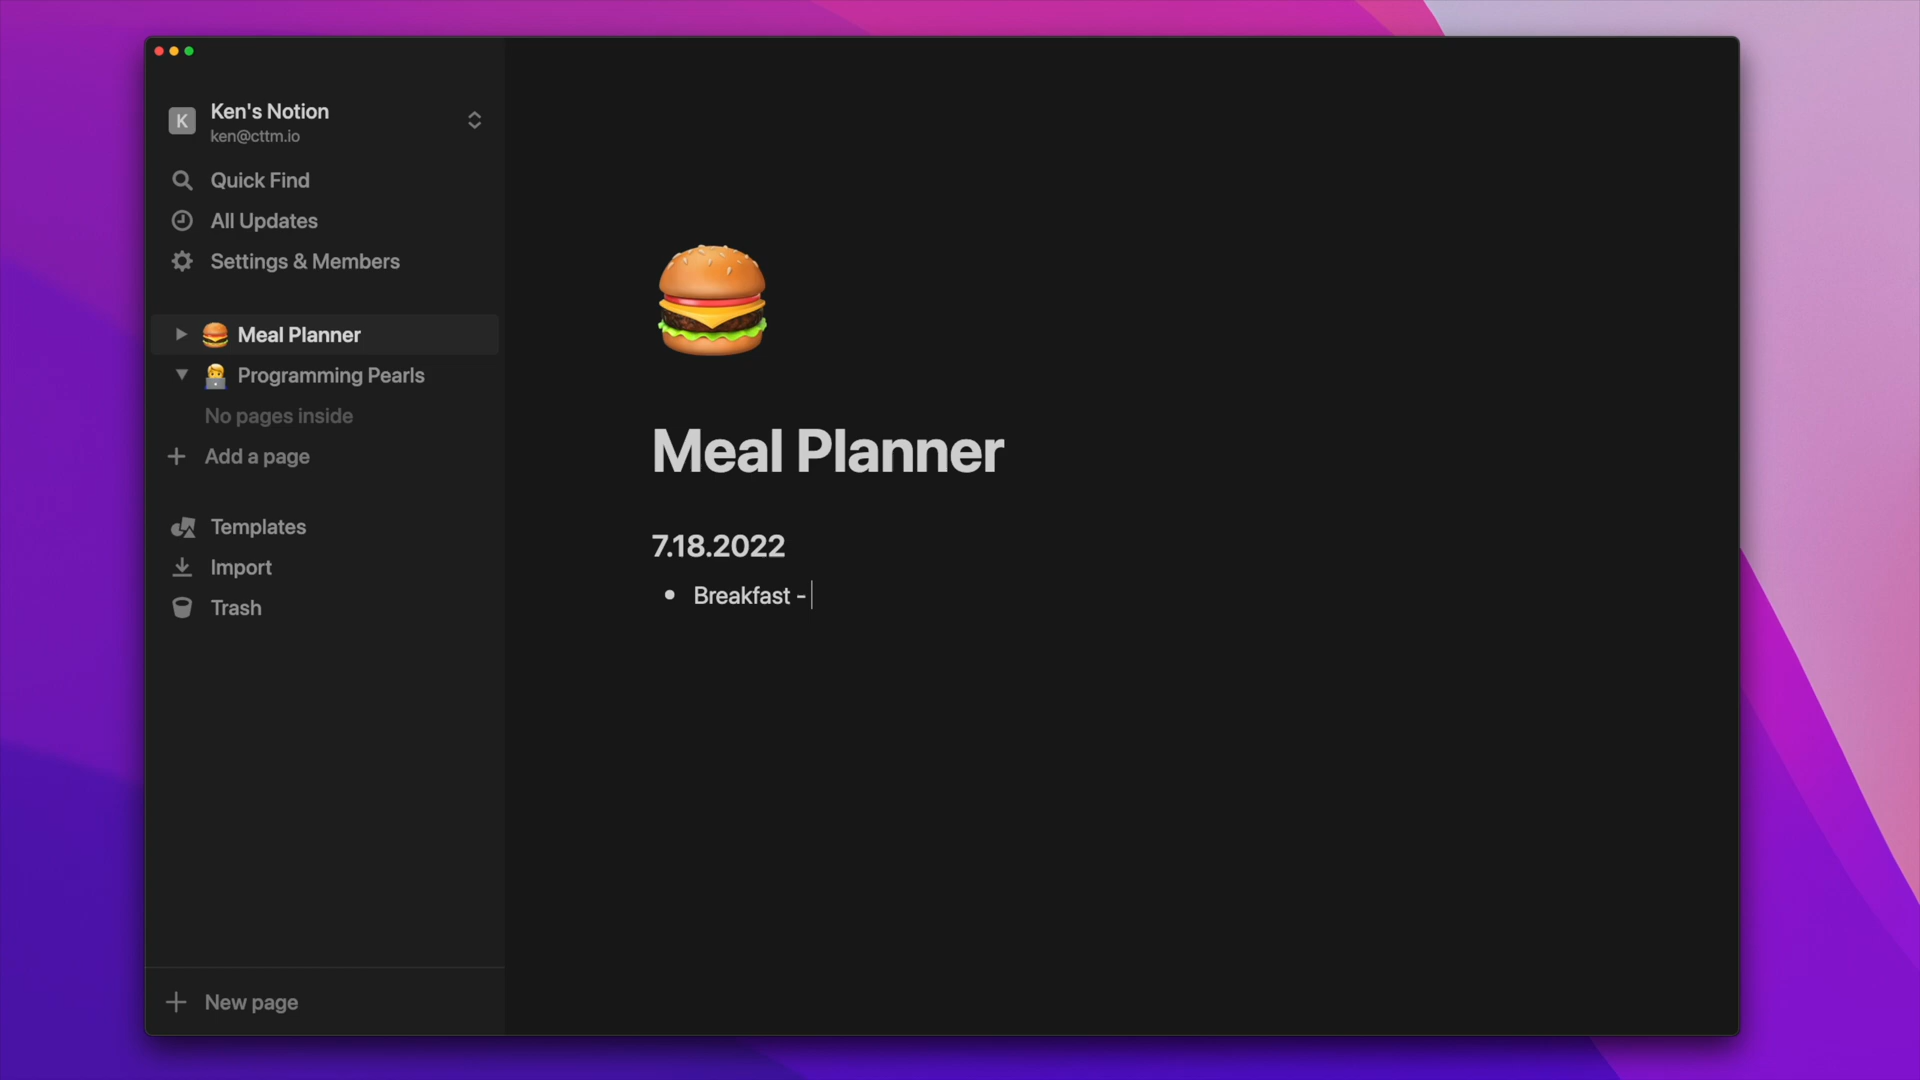 K
Ken's Notion
ken@cttm.io
Quick Find
All Updates
Settings & Members
Meal Planner
Programming Pearls
No pages inside
Add a page
Templates
Import
Trash
New page
Meal Planner
7.18.2022
• Breakfast -